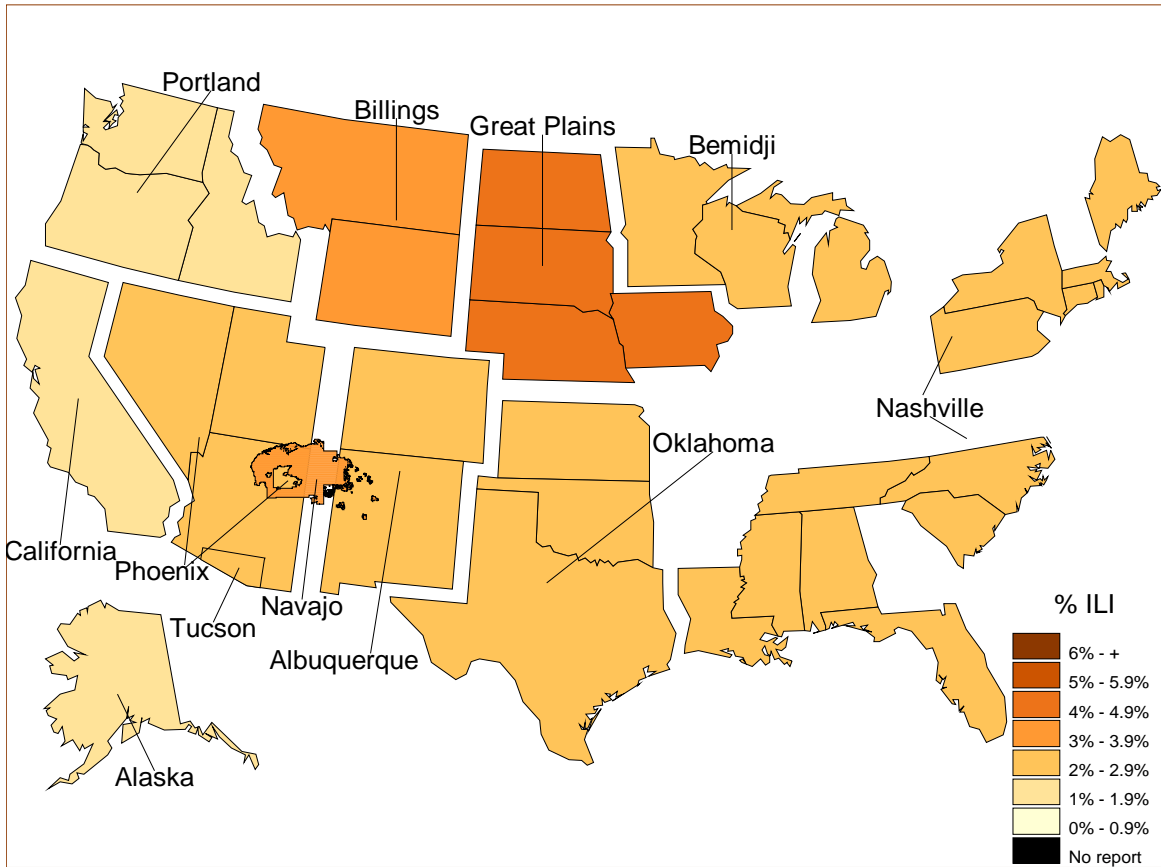 Portland
Billings
Great Plains
Bemidji
Nashville
Oklahoma
California
Phoenix
Navajo
Tucson
Albuquerque
Alaska
% ILI
6% - +
5% - 5.9%
4% - 4.9%
3% - 3.9%
2% - 2.9%
1% - 1.9%
0% - 0.9%
No report